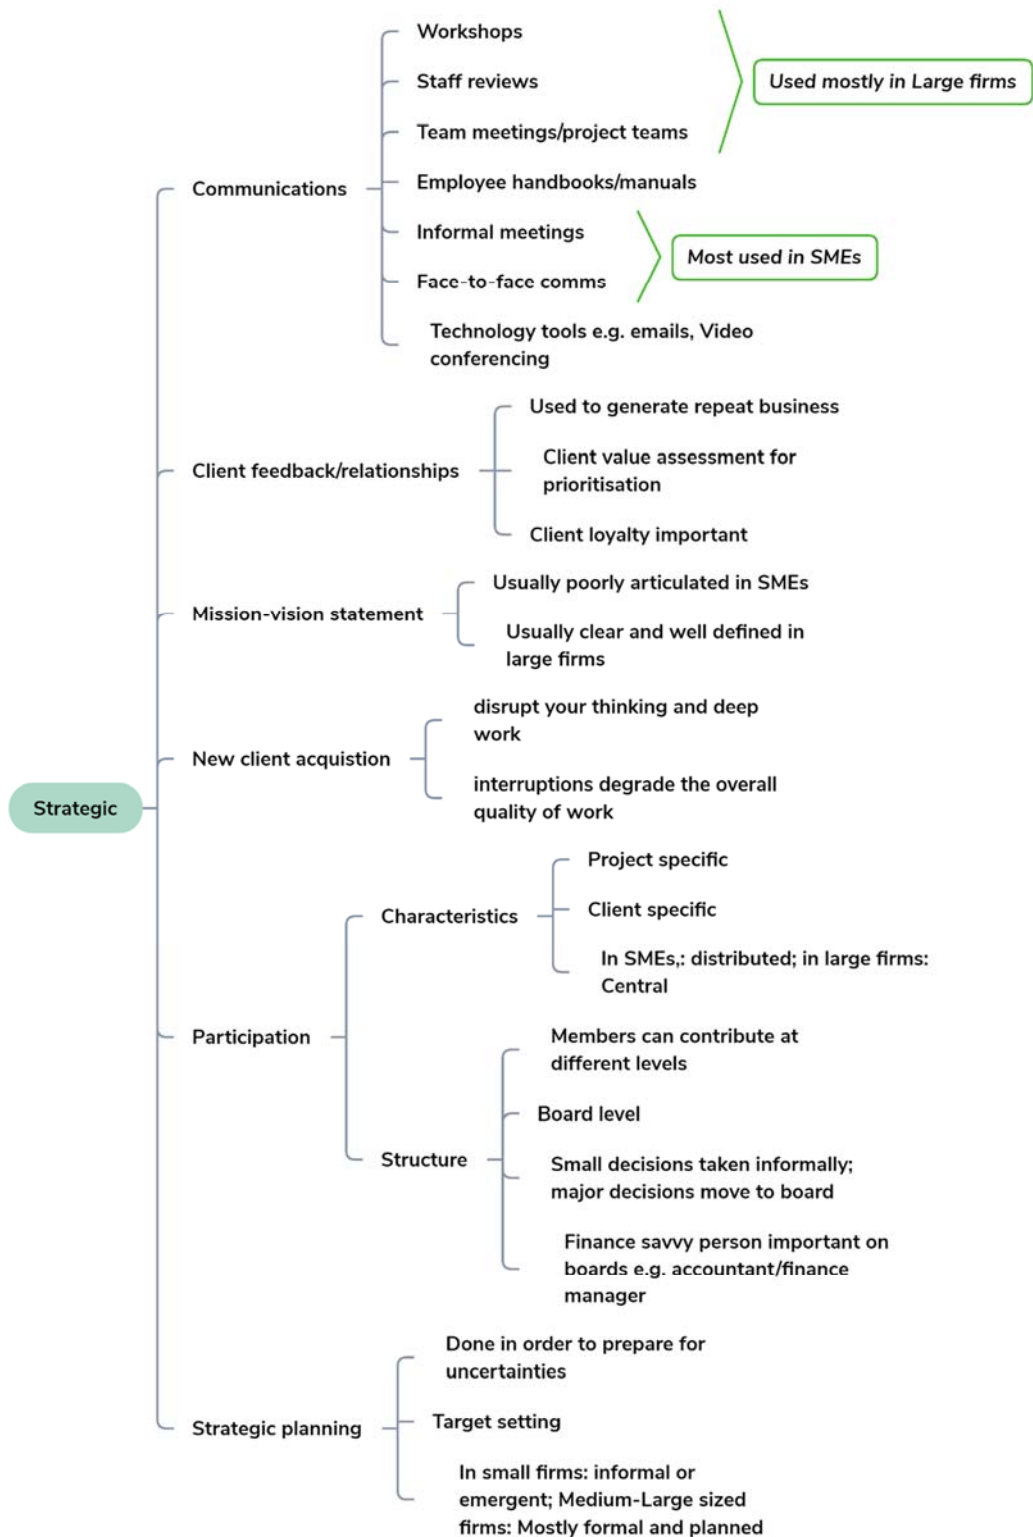 Workshops
Staff reviews
Used mostly in Large firms
Team meetings/project teams
Communications
Employee handbooks/manuals
Informal meetings
Most used in SMEs
Face-to-face comms
Technology tools e.g. emails, Video
conferencing
Used to generate repeat business
Client feedback/relationships
Client value assessment for
prioritisation
Client loyalty important
Usually poorly articulated in SMEs
Mission-vision statement
Usually clear and well defined in
large firms
disrupt your thinking and deep
work
New client acquistion
interruptions degrade the overall
quality of work
Strategic
Project specific
Characteristics
Client specific
In SMEs,: distributed; in large firms:
Central
Participation
Members can contribute at
different levels
Board level
Structure
Small decisions taken informally;
major decisions move to board
Finance savvy person important on
boards e.g. accountant/finance
manager
Done in order to prepare for
uncertainties
Strategic planning
Target setting
In small firms: informal or
emergent; Medium-Large sized
firms: Mostly formal and planned